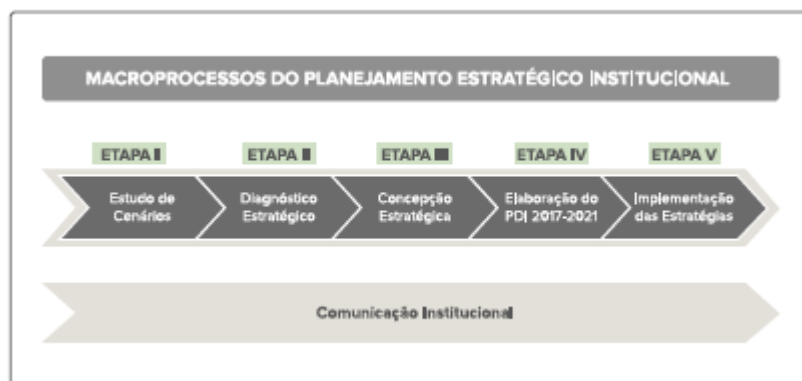 MACROPROCESSOS DO PLANEJAMENTO ESTRATÉGICO INSTITUCIONAL
ETAPA I ETAPA II ETAPA III ETAPA IV ETAPA V
Estudo de Cenários
Diagnóstico Estratégico
Concepção Estratégica
Elaboração do PDI 2017-2021
Implementação das Estratégias
Comunicação Institucional